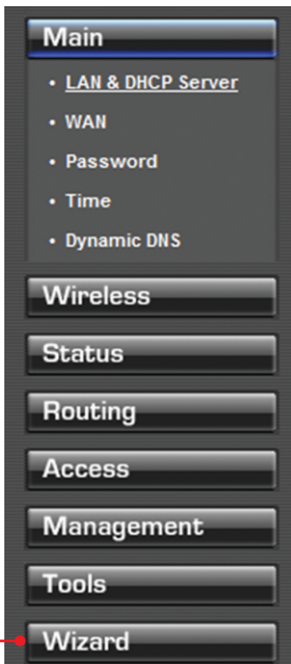 Main
• LAN & DHCP Server
• WAN
• Password
• Time
• Dynamic DNS
Wireless
Status
Routing
Access
Management
Tools
Wizard